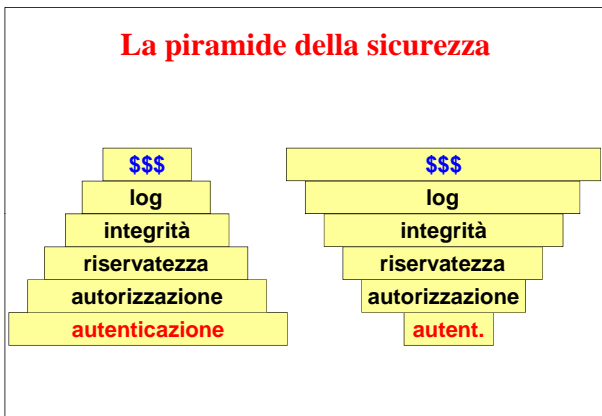 La piramide della sicurezza
$$$
log
integrità
riservatezza
autorizzazione
autenticazione
$$$
log
integrità
riservatezza
autorizzazione
autent.